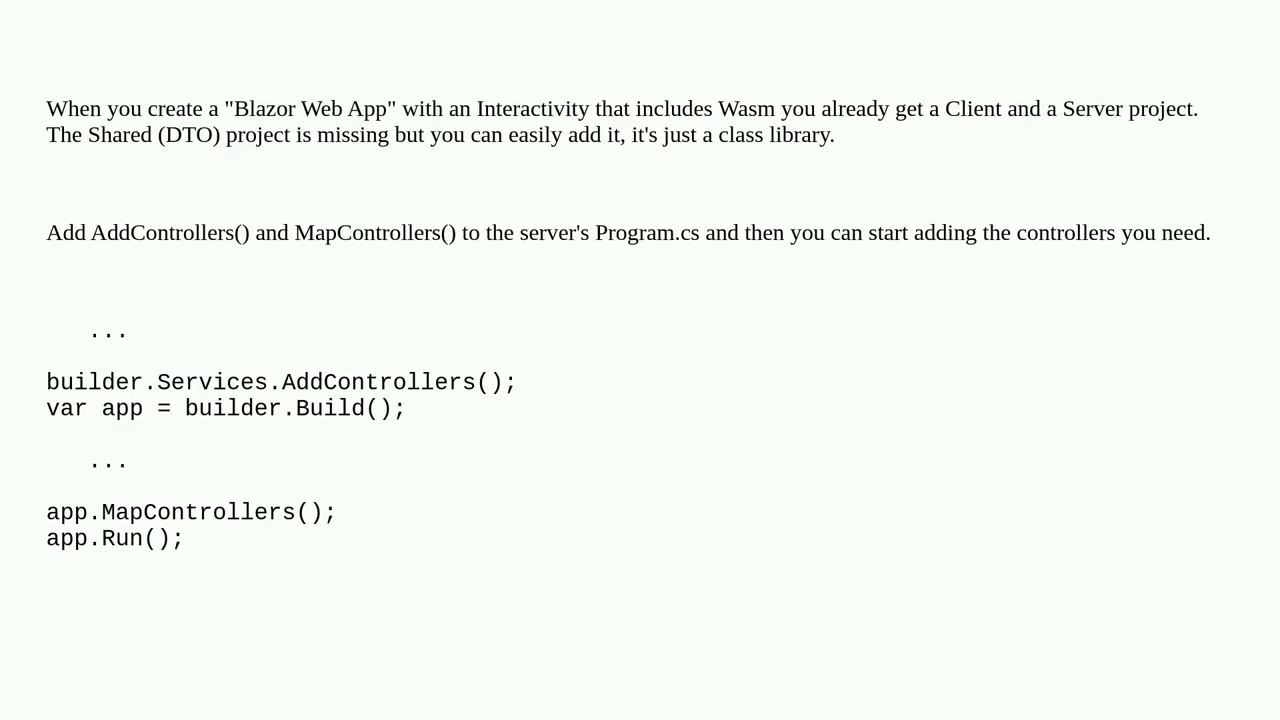 When you create a "Blazor Web App" with an Interactivity that includes Wasm you already get a Client and a Server project.
The Shared (DTO) project is missing but you can easily add it, it's just a class library.
Add AddControllers() and MapControllers() to the server's Program.cs and then you can start adding the controllers you need.
...
builder.Services.AddControllers();
var app = builder.Build();
...
app.MapControllers();
app.Run();